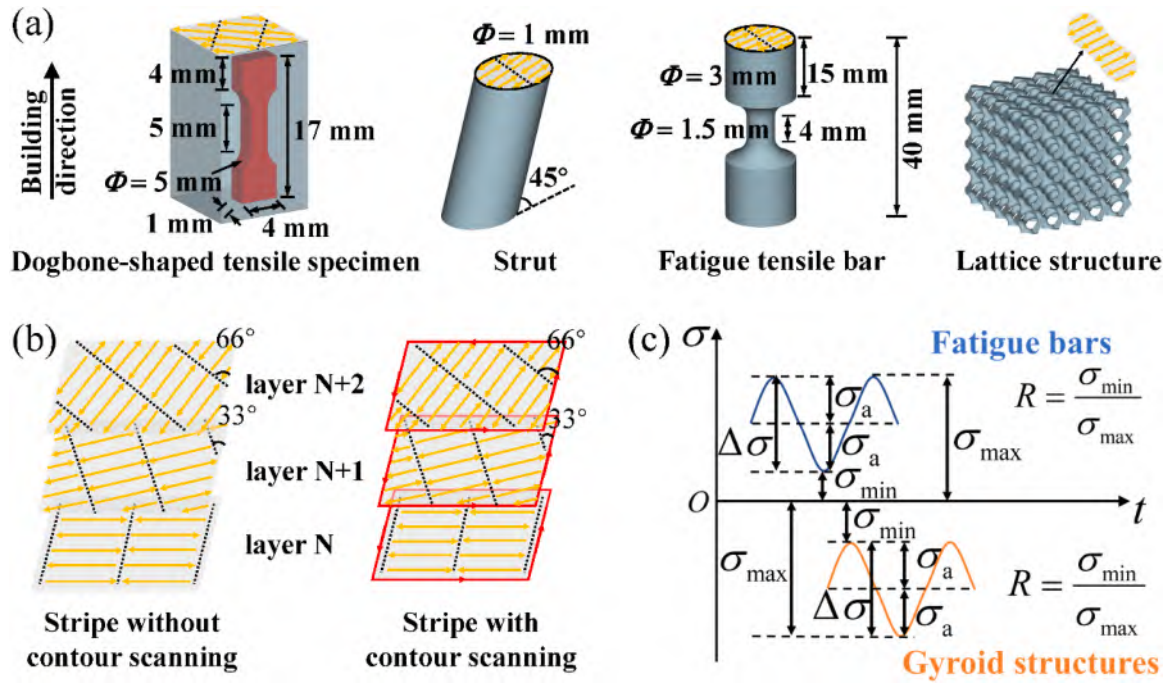 (a)
Building
direction
4 mm
5 mm
17 mm
Φ= 5 mm
1 mm
4 mm
Dogbone-shaped tensile specimen
Φ= 1 mm
45°
Strut
Φ= 3 mm
15 mm
Φ= 1.5 mm
4 mm
40 mm
Fatigue tensile bar
Lattice structure
(b)
66°
layer N+2
33°
layer N+1
layer N
Stripe without
contour scanning
66°
33°
Stripe with
contour scanning
(c)
σ
Fatigue bars
σa
R = σmin / σmax
Δσ
σa
σmax
σmin
O
t
σmin
σmax
σa
Δσ
σa
R = σmin / σmax
Gyroid structures